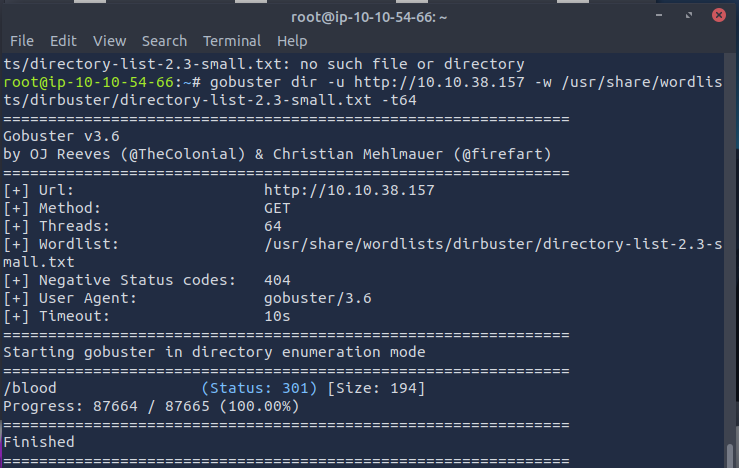 root@ip-10-10-54-66: ~
File Edit View Search Terminal Help
ts/directory-list-2.3-small.txt: no such file or directory
root@ip-10-10-54-66:~# gobuster dir -u http://10.10.38.157 -w /usr/share/wordlis
ts/dirbuster/directory-list-2.3-small.txt -t64
===============================================================
Gobuster v3.6
by OJ Reeves (@TheColonial) & Christian Mehlmauer (@firefart)
===============================================================
[+] Url:                     http://10.10.38.157
[+] Method:                  GET
[+] Threads:                 64
[+] Wordlist:                /usr/share/wordlists/dirbuster/directory-list-2.3-s
mall.txt
[+] Negative Status codes:   404
[+] User Agent:              gobuster/3.6
[+] Timeout:                 10s
===============================================================
Starting gobuster in directory enumeration mode
===============================================================
/blood                (Status: 301) [Size: 194]
Progress: 87664 / 87665 (100.00%)
===============================================================
Finished
===============================================================